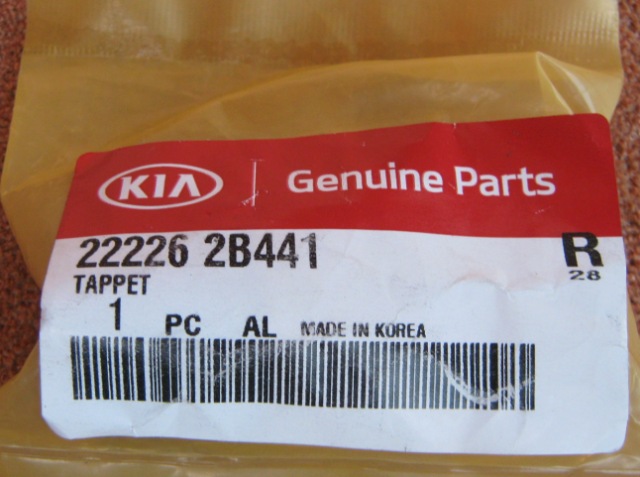 KIA Genuine Parts
22226 2B441 R
28
TAPPET
1 PC AL MADE IN KOREA